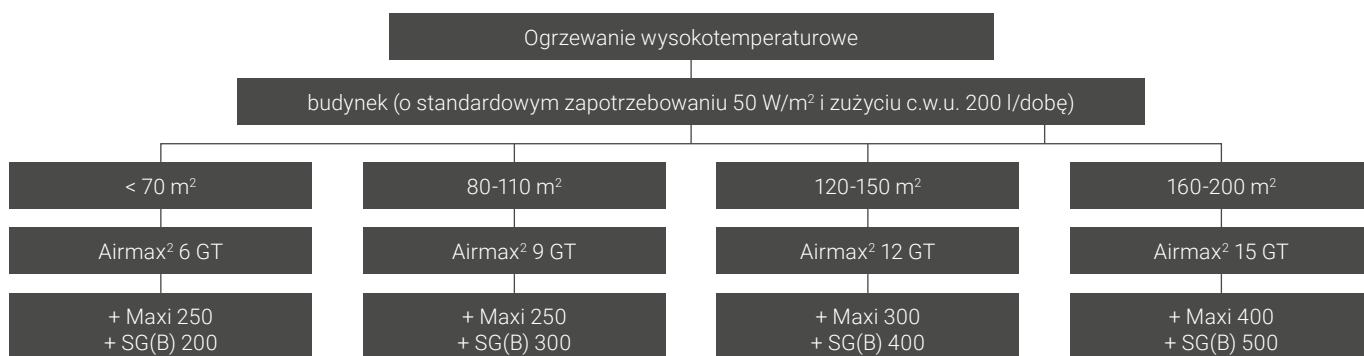 Ogrzewanie wysokotemperaturowe
budynek (o standardowym zapotrzebowaniu 50 W/m² i zużyciu c.w.u. 200 l/dobę)
< 70 m²
80-110 m²
120-150 m²
160-200 m²
Airmax² 6 GT
Airmax² 9 GT
Airmax² 12 GT
Airmax² 15 GT
+ Maxi 250
+ SG(B) 200
+ Maxi 250
+ SG(B) 300
+ Maxi 300
+ SG(B) 400
+ Maxi 400
+ SG(B) 500